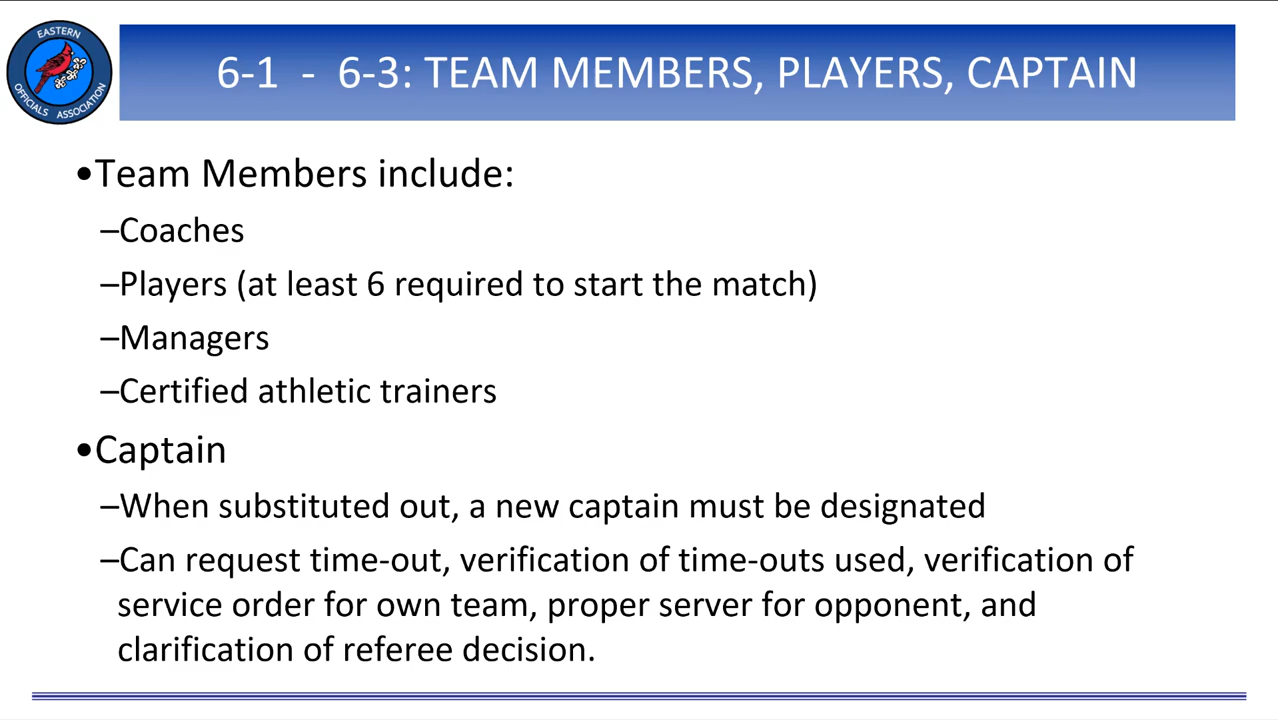 EASTERN
OFFICIALS ASSOCIATION
6-1 - 6-3: TEAM MEMBERS, PLAYERS, CAPTAIN
•Team Members include:
–Coaches
–Players (at least 6 required to start the match)
–Managers
–Certified athletic trainers
•Captain
–When substituted out, a new captain must be designated
–Can request time-out, verification of time-outs used, verification of
service order for own team, proper server for opponent, and
clarification of referee decision.